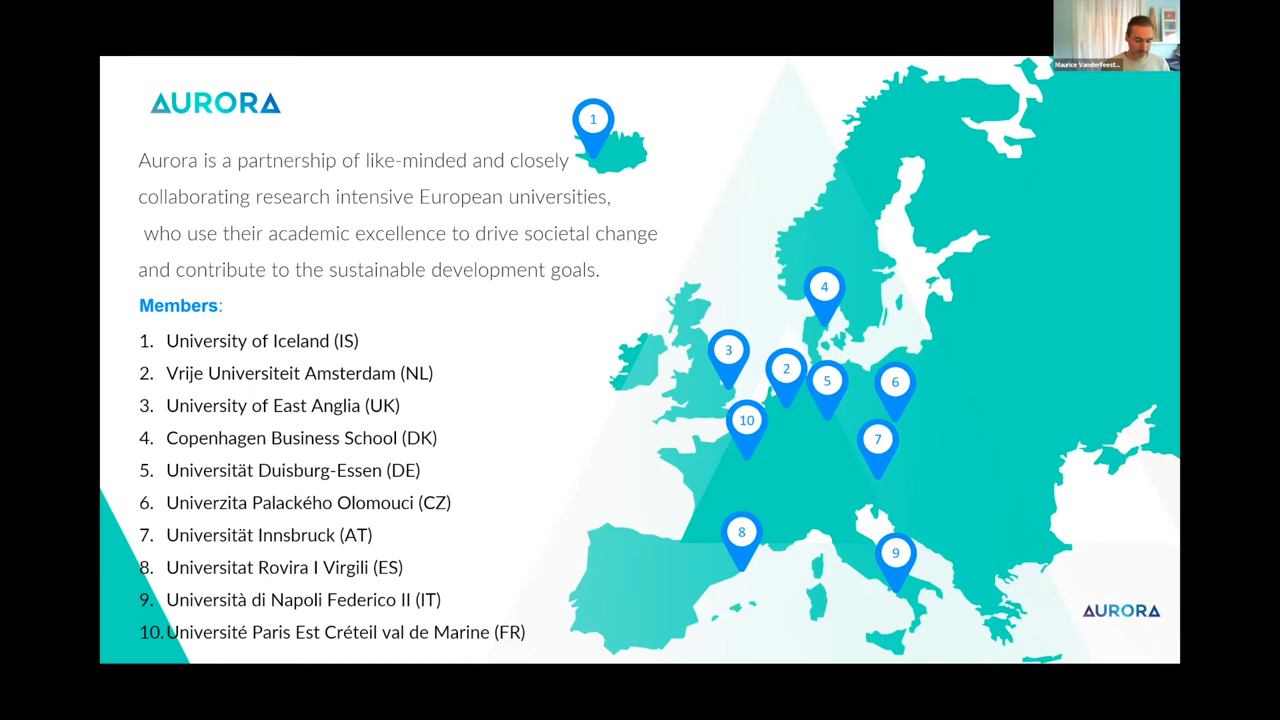 Maurice Vanderfeest...
AURORA
1
Aurora is a partnership of like-minded and closely
collaborating research intensive European universities,
who use their academic excellence to drive societal change
and contribute to the sustainable development goals.
Members:
1. University of Iceland (IS)
2. Vrije Universiteit Amsterdam (NL)
3. University of East Anglia (UK)
4. Copenhagen Business School (DK)
5. Universität Duisburg-Essen (DE)
6. Univerzita Palackého Olomouci (CZ)
7. Universität Innsbruck (AT)
8. Universitat Rovira I Virgili (ES)
9. Università di Napoli Federico II (IT)
10. Université Paris Est Créteil val de Marine (FR)
4
3
2
5
6
10
7
8
9
AURORA